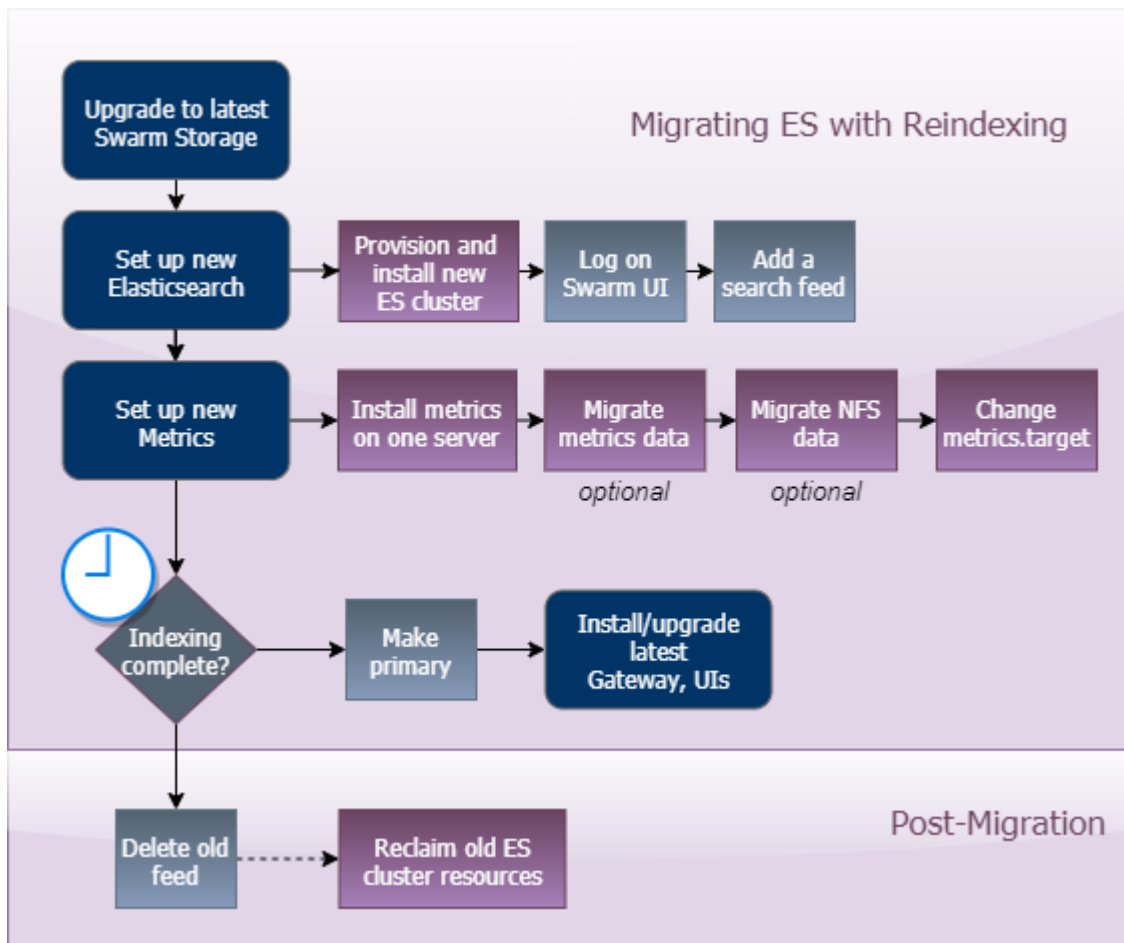 Migrating ES with Reindexing
Upgrade to latest
Swarm Storage
Set up new
Elasticsearch
Provision and
install new
ES cluster
Log on
Swarm UI
Add a
search feed
Set up new
Metrics
Install metrics
on one server
Migrate
metrics data
optional
Migrate NFS
data
optional
Change
metrics.target
Indexing
complete?
Make
primary
Install/upgrade
latest
Gateway, UIs
Post-Migration
Delete old
feed
Reclaim old ES
cluster resources